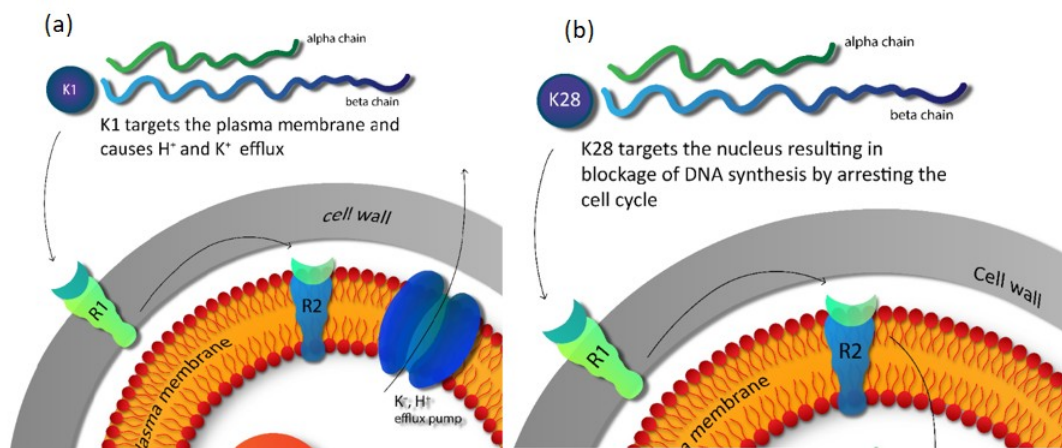 (a)
alpha chain
K1
beta chain
K1 targets the plasma membrane and
causes H⁺ and K⁺ efflux
cell wall
R1
R2
plasma membrane
K⁺, H⁺
efflux pump
(b)
alpha chain
K28
beta chain
K28 targets the nucleus resulting in
blockage of DNA synthesis by arresting the
cell cycle
Cell wall
R1
R2
membrane